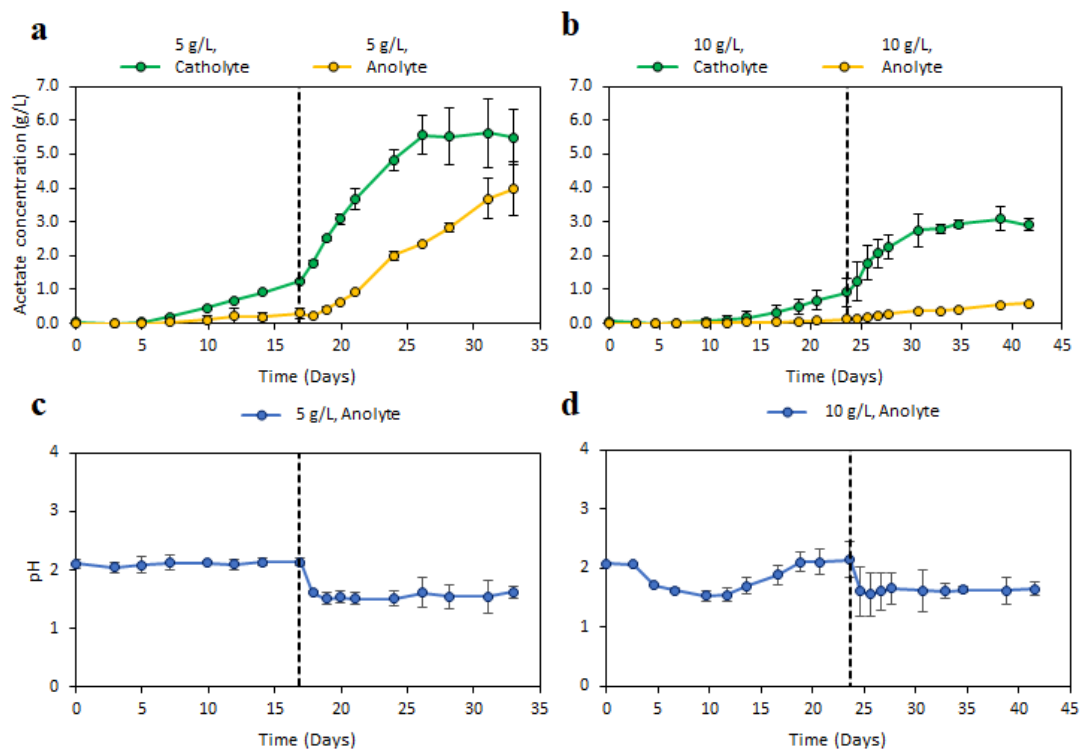 a
5 g/L,
Catholyte
5 g/L,
Anolyte
7.0
6.0
5.0
4.0
3.0
2.0
1.0
0.0
Acetate concentration (g/L)
0 5 10 15 20 25 30 35
Time (Days)
b
10 g/L,
Catholyte
10 g/L,
Anolyte
7.0
6.0
5.0
4.0
3.0
2.0
1.0
0.0
0 5 10 15 20 25 30 35 40 45
Time (Days)
c
5 g/L, Anolyte
4
3
2
1
0
pH
0 5 10 15 20 25 30 35
Time (Days)
d
10 g/L, Anolyte
4
3
2
1
0
0 5 10 15 20 25 30 35 40 45
Time (Days)